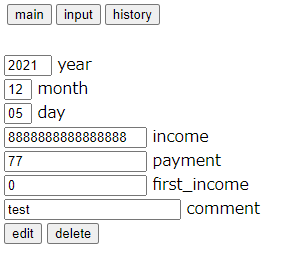 main input history
2021 year
12 month
05 day
8888888888888888 income
77 payment
0 first_income
test comment
edit delete